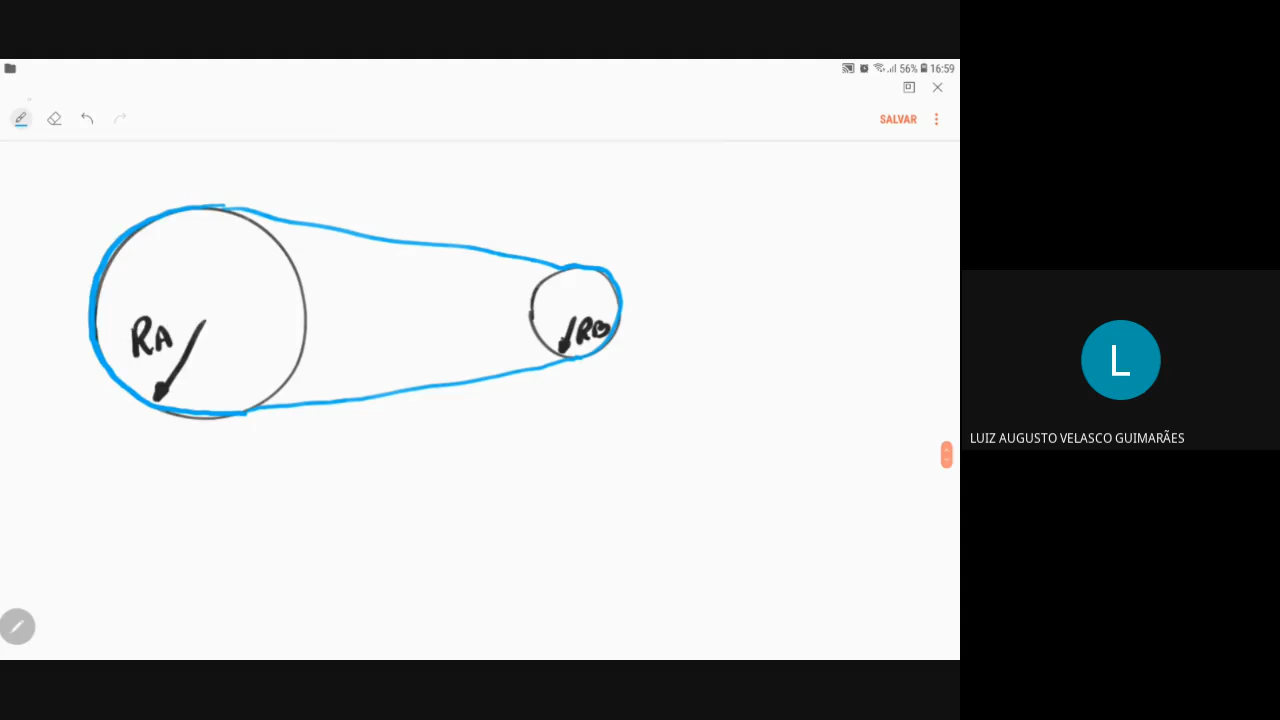 56% 16:59
SALVAR
RA
RB
L
LUIZ AUGUSTO VELASCO GUIMARÃES